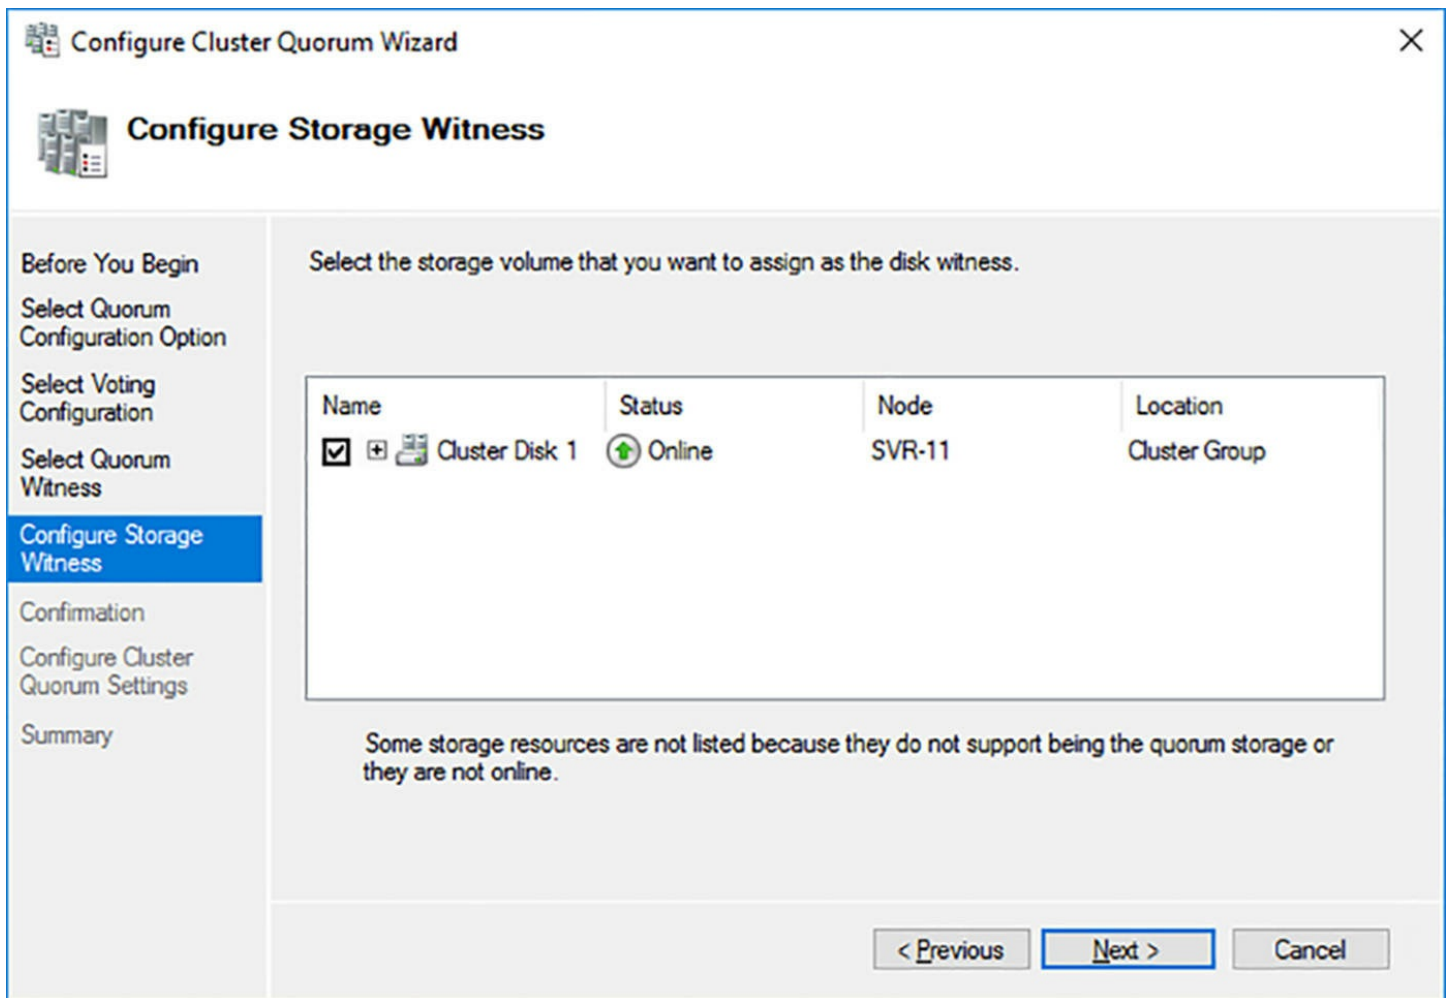 Configure Cluster Quorum Wizard
Configure Storage Witness
Before You Begin
Select Quorum
Configuration Option
Select Voting
Configuration
Select Quorum
Witness
Configure Storage
Witness
Confirmation
Configure Cluster
Quorum Settings
Summary
Select the storage volume that you want to assign as the disk witness.
Name Status Node Location
Cluster Disk 1 Online SVR-11 Cluster Group
Some storage resources are not listed because they do not support being the quorum storage or
they are not online.
< Previous Next > Cancel